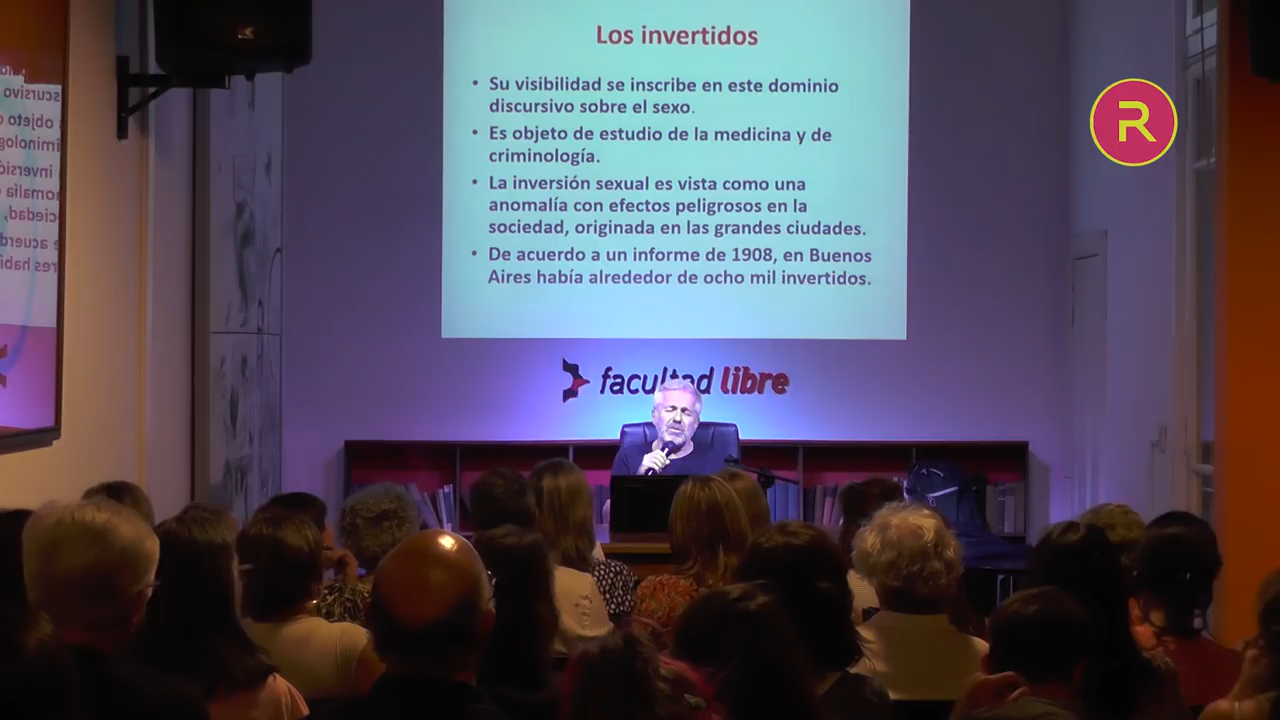 Los invertidos
• Su visibilidad se inscribe en este dominio
discursivo sobre el sexo.
• Es objeto de estudio de la medicina y de
criminología.
• La inversión sexual es vista como una
anomalía con efectos peligrosos en la
sociedad, originada en las grandes ciudades.
• De acuerdo a un informe de 1908, en Buenos
Aires había alrededor de ocho mil invertidos.
facultad libre
R